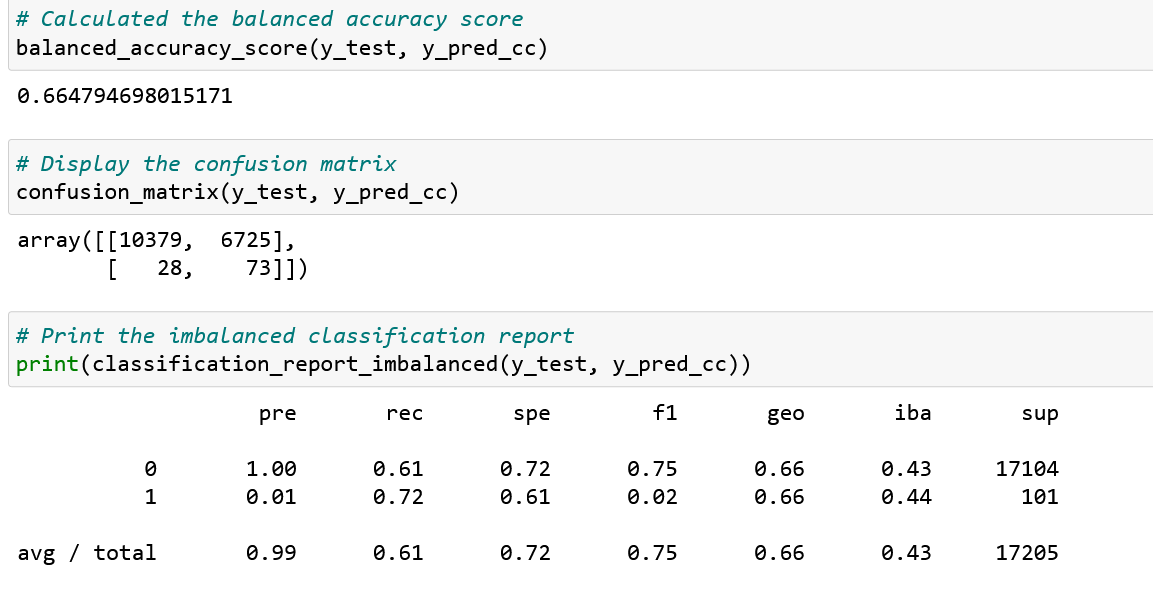 # Calculated the balanced accuracy score
balanced_accuracy_score(y_test, y_pred_cc)
0.664794698015171
# Display the confusion matrix
confusion_matrix(y_test, y_pred_cc)
array([[10379,  6725],
       [   28,    73]])
# Print the imbalanced classification report
print(classification_report_imbalanced(y_test, y_pred_cc))
pre rec spe f1 geo iba sup
0 1.00 0.61 0.72 0.75 0.66 0.43 17104
1 0.01 0.72 0.61 0.02 0.66 0.44 101
avg / total 0.99 0.61 0.72 0.75 0.66 0.43 17205